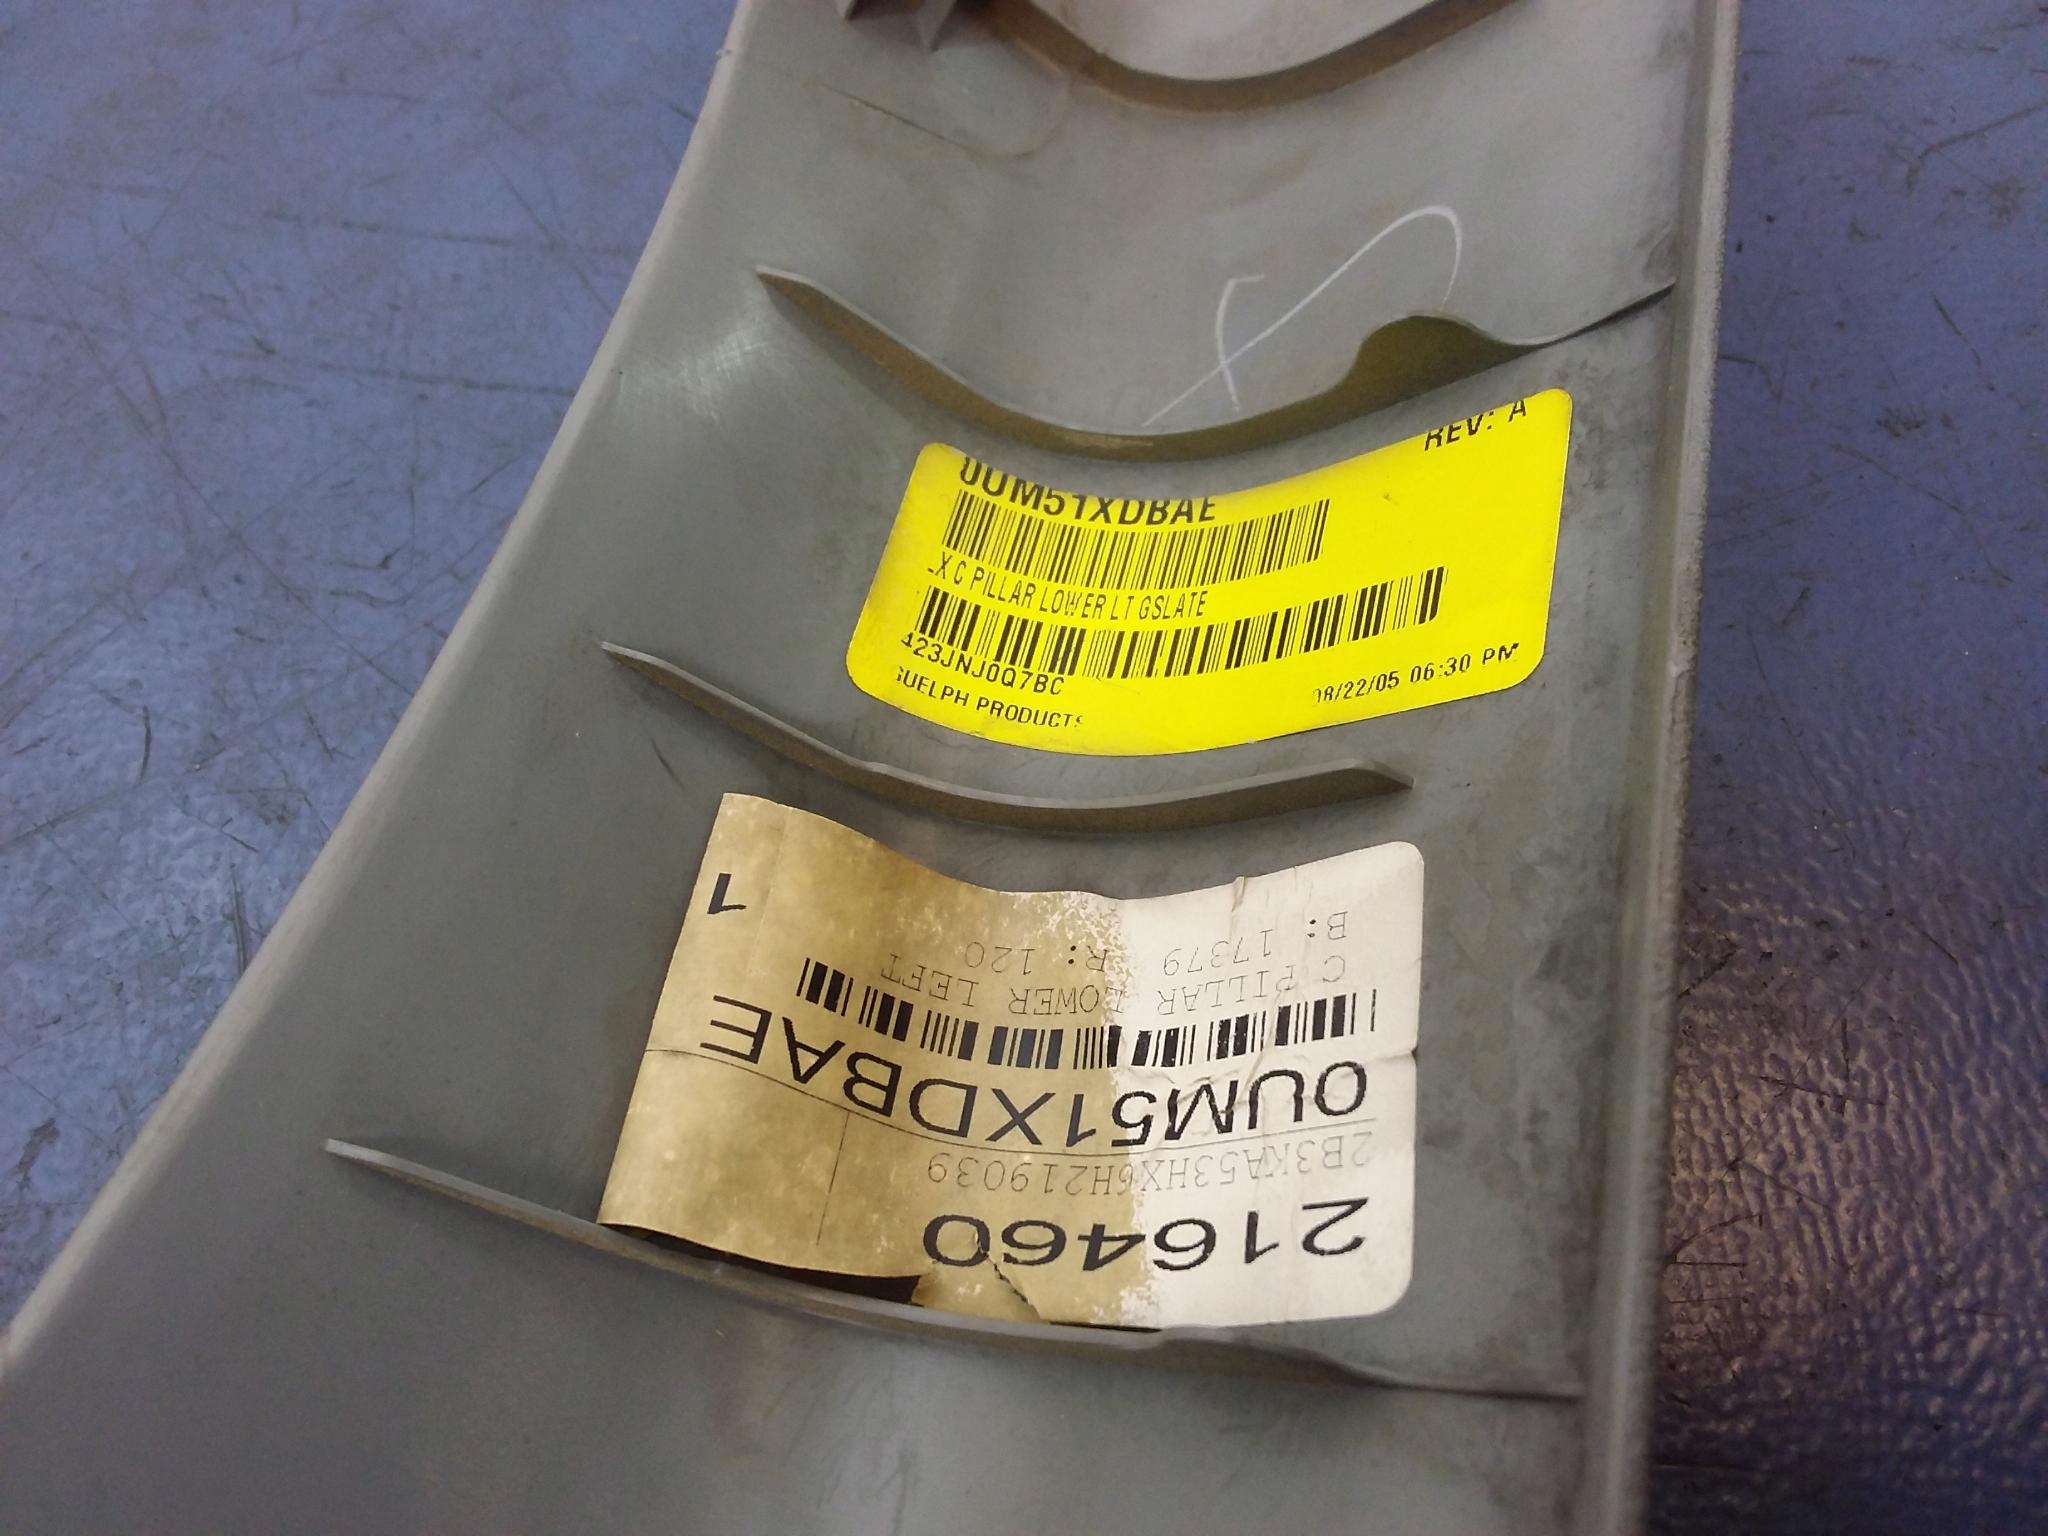 REV: A
0UM51XDBAE
LX C PILLAR LOWER LT GSLATE
A23JNJ0Q7BC
GUELPH PRODUCTS 08/22/05 06:30 PM
216460
2B3KA53HX6H219039
0UM51XDBAE
C PILLAR LOWER LEFT
B: 17379 R: 120
1